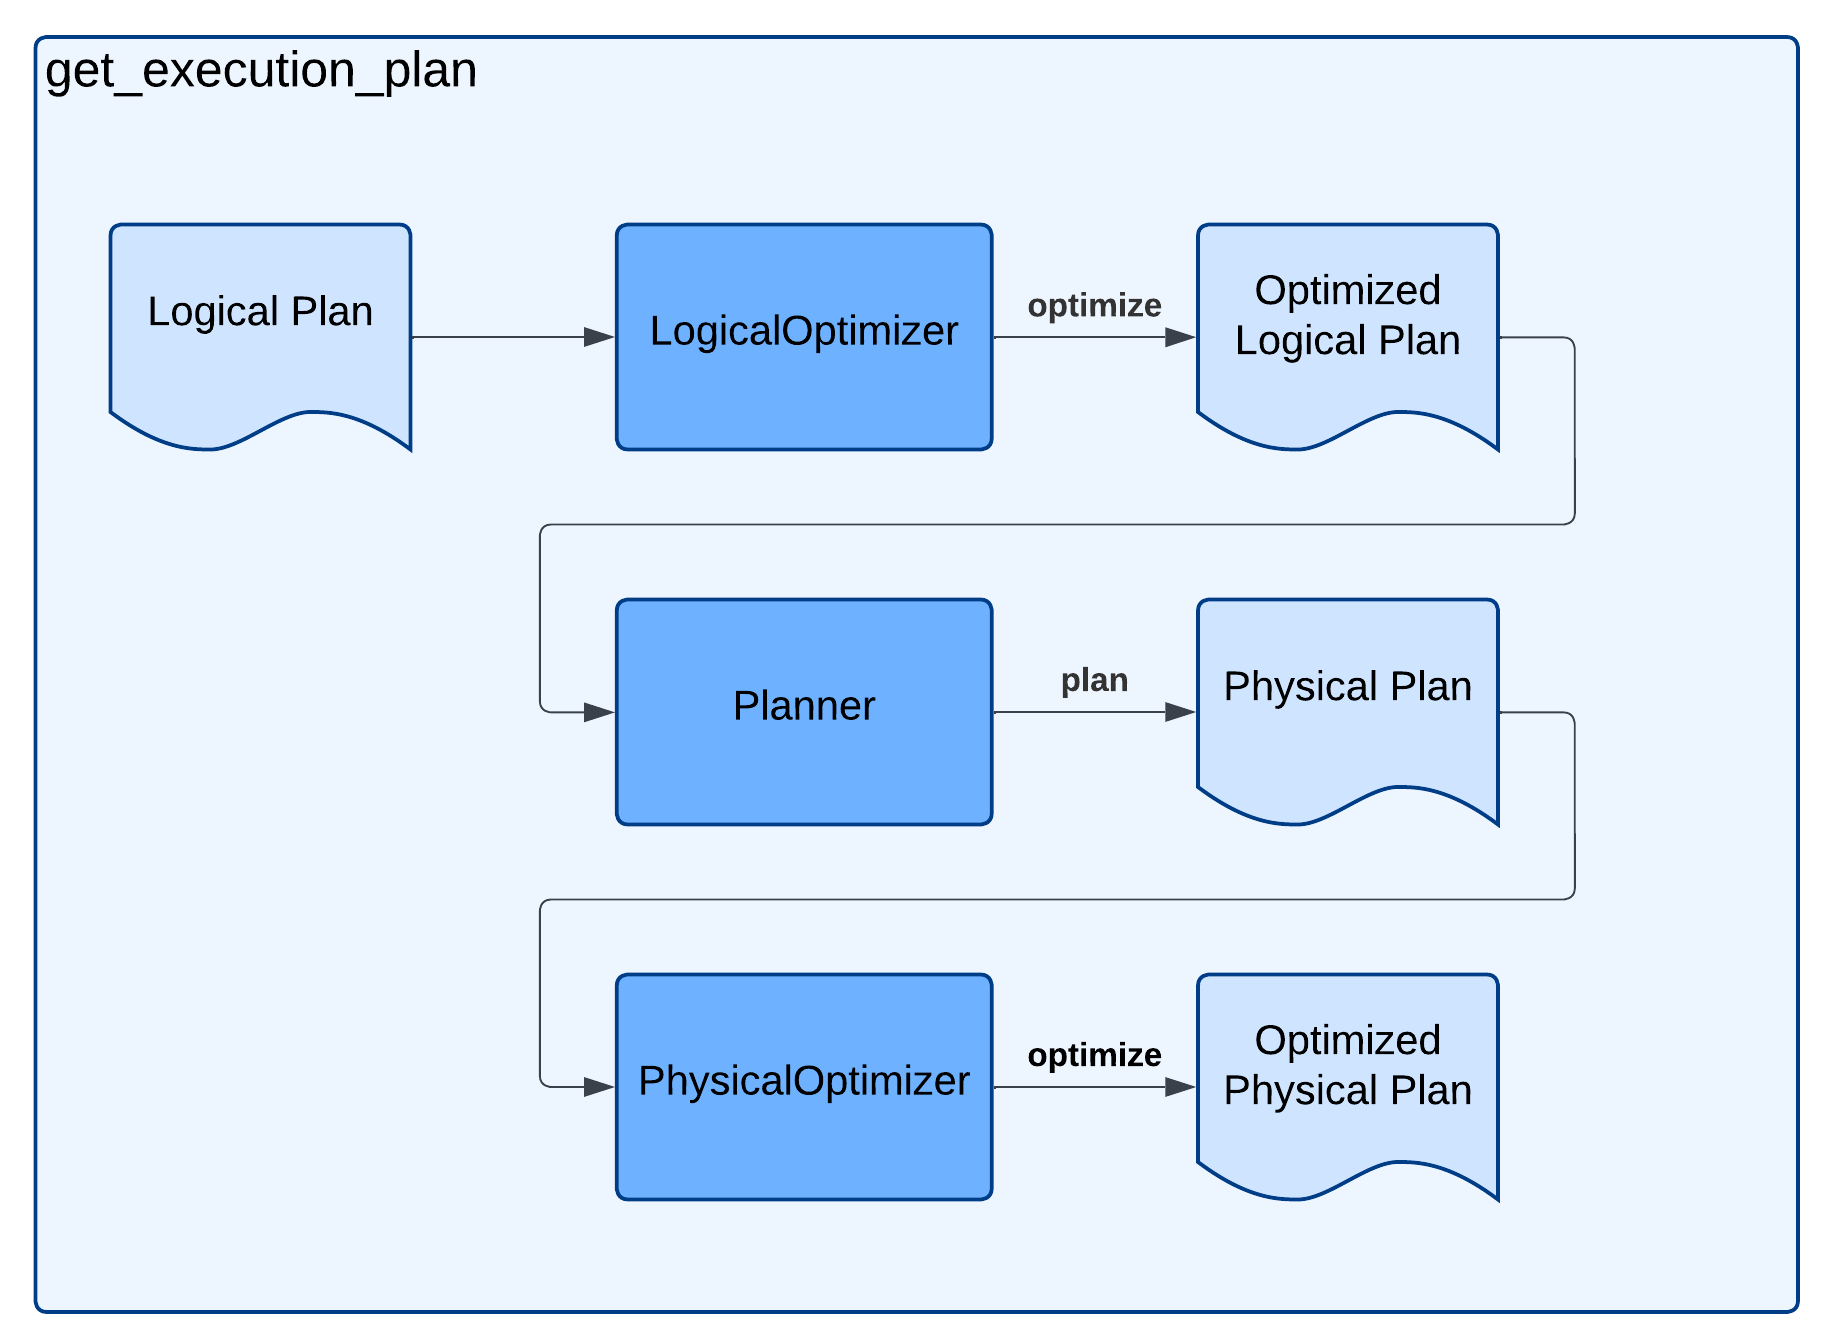 get_execution_plan
Logical Plan
LogicalOptimizer
optimize
Optimized
Logical Plan
Planner
plan
Physical Plan
PhysicalOptimizer
optimize
Optimized
Physical Plan